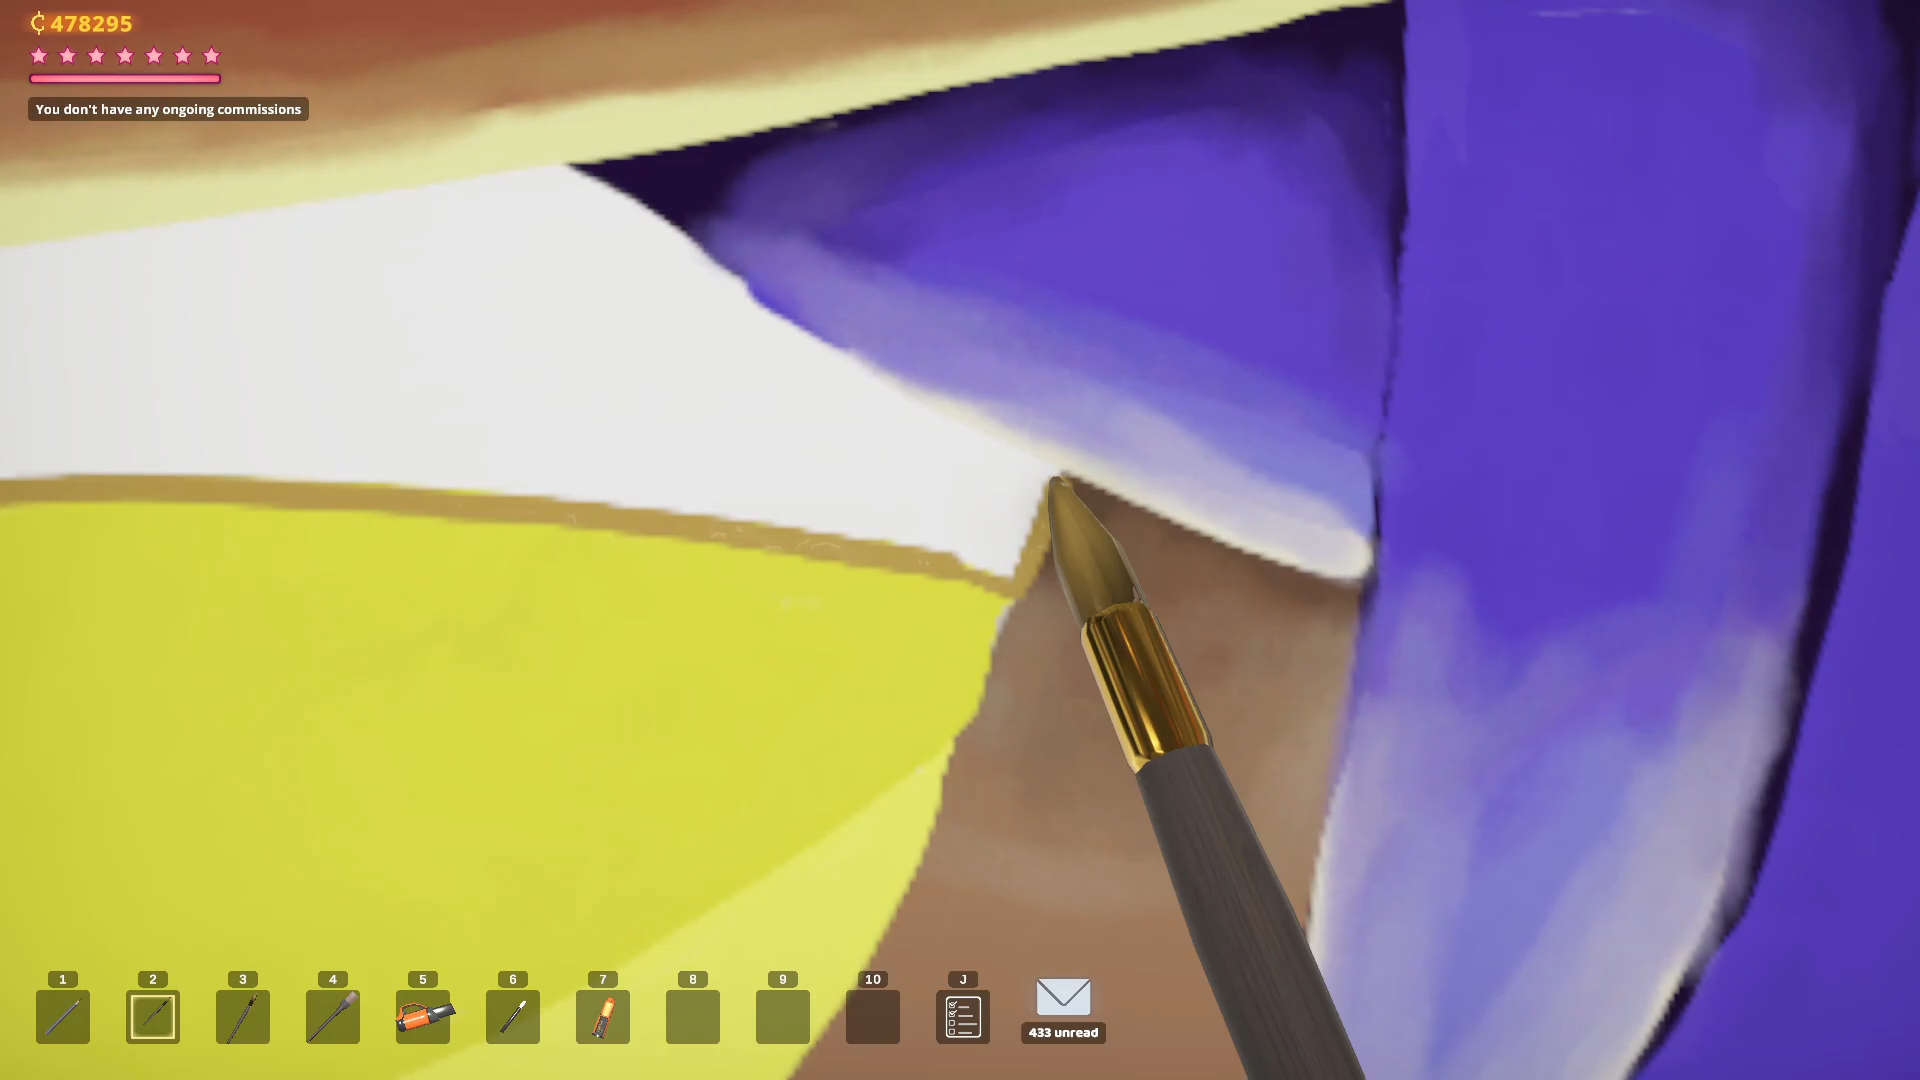 ₵ 478295
You don't have any ongoing commissions
1 2 3 4 5 6 7 8 9 10 J
433 unread